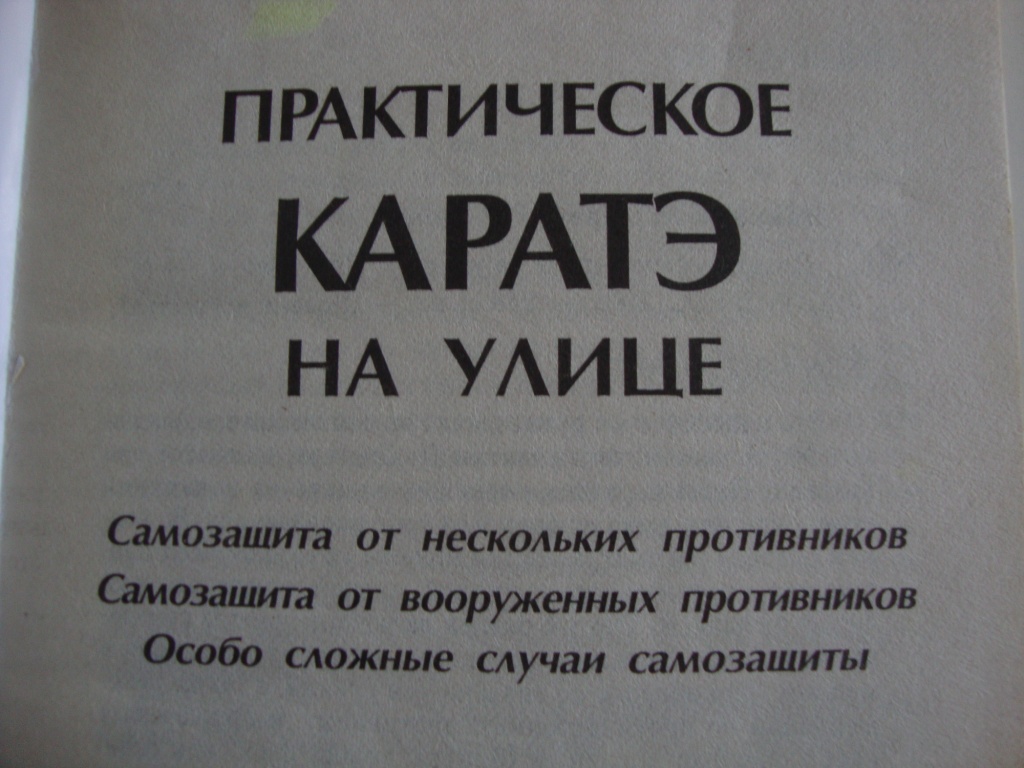 ПРАКТИЧЕСКОЕ
КАРАТЭ
НА УЛИЦЕ
Самозащита от нескольких противников
Самозащита от вооруженных противников
Особо сложные случаи самозащиты